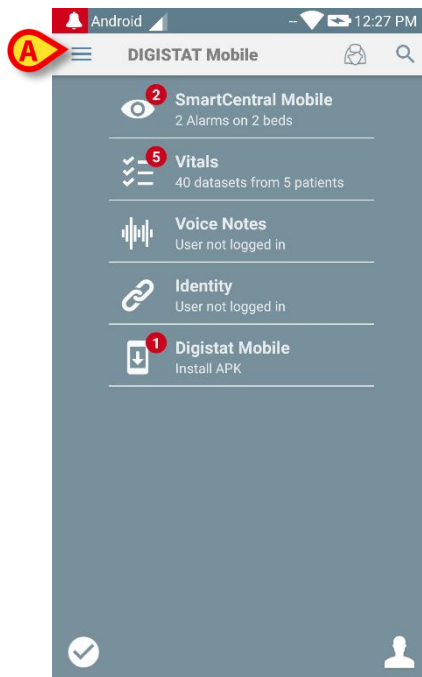 Android -- 12:27 PM
A
DIGISTAT Mobile
2
SmartCentral Mobile
2 Alarms on 2 beds
5
Vitals
40 datasets from 5 patients
Voice Notes
User not logged in
Identity
User not logged in
1
Digistat Mobile
Install APK